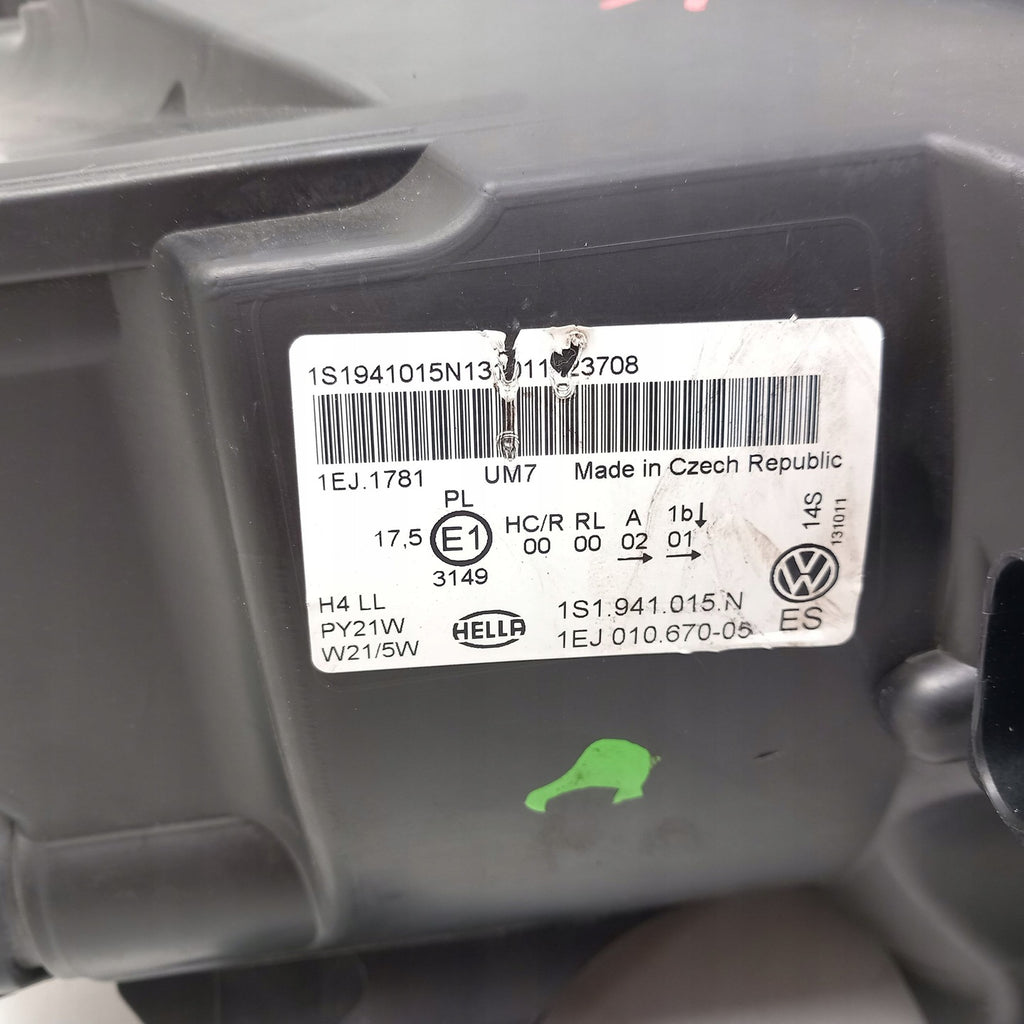 1S1941015N13 011 23708
1EJ.1781 UM7 Made in Czech Republic
PL
17,5 E1 HC/R RL A 1b↓
00 00 02 01
3149
14S
131011
H4 LL
PY21W
W21/5W
HELLA
1S1.941.015.N
1EJ 010.670-05
VW
ES